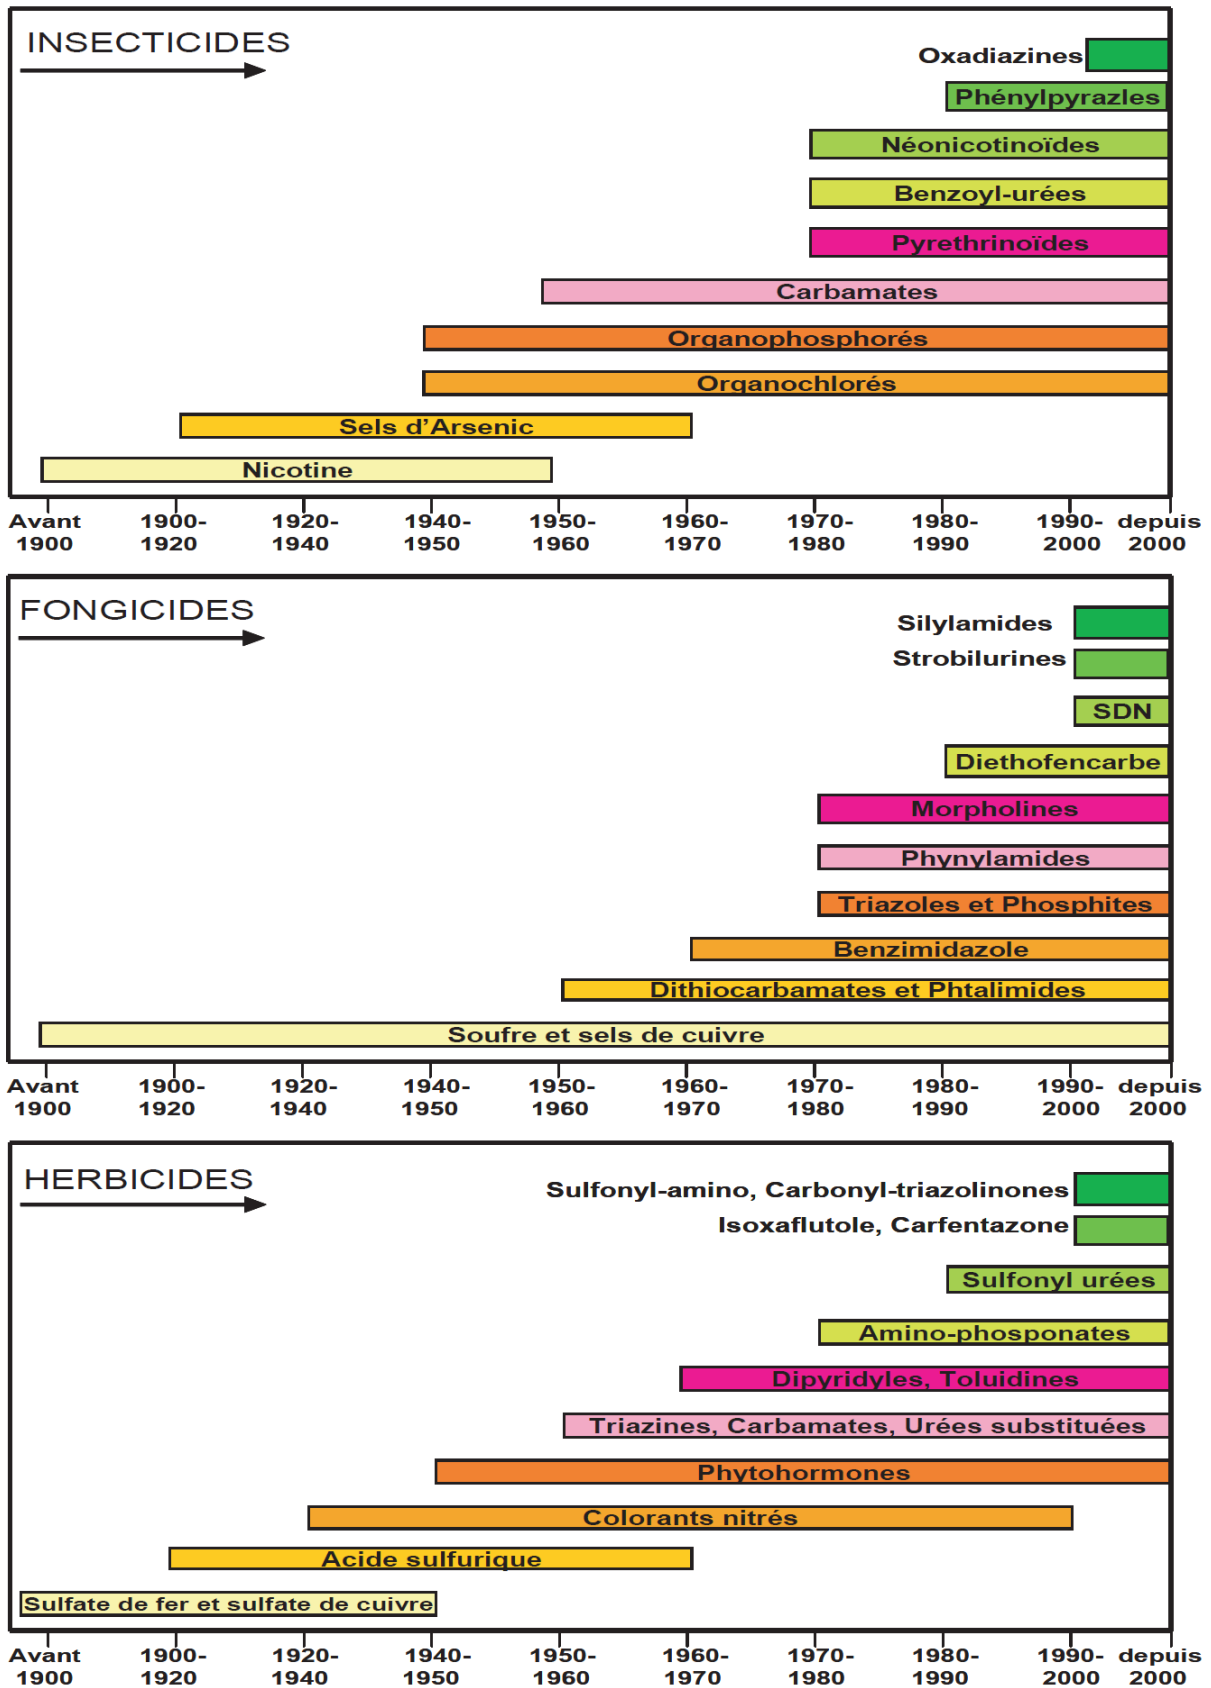 INSECTICIDES
Oxadiazines
Phénylpyrazles
Néonicotinoïdes
Benzoyl-urées
Pyrethrinoïdes
Carbamates
Organophosphorés
Organochlorés
Sels d'Arsenic
Nicotine
Avant 1900- 1920- 1940- 1950- 1960- 1970- 1980- 1990- depuis
1900 1920 1940 1950 1960 1970 1980 1990 2000 2000
FONGICIDES
Silylamides
Strobilurines
SDN
Diethofencarbe
Morpholines
Phynylamides
Triazoles et Phosphites
Benzimidazole
Dithiocarbamates et Phtalimides
Soufre et sels de cuivre
Avant 1900- 1920- 1940- 1950- 1960- 1970- 1980- 1990- depuis
1900 1920 1940 1950 1960 1970 1980 1990 2000 2000
HERBICIDES
Sulfonyl-amino, Carbonyl-triazolinones
Isoxaflutole, Carfentazone
Sulfonyl urées
Amino-phosponates
Dipyridyles, Toluidines
Triazines, Carbamates, Urées substituées
Phytohormones
Colorants nitrés
Acide sulfurique
Sulfate de fer et sulfate de cuivre
Avant 1900- 1920- 1940- 1950- 1960- 1970- 1980- 1990- depuis
1900 1920 1940 1950 1960 1970 1980 1990 2000 2000